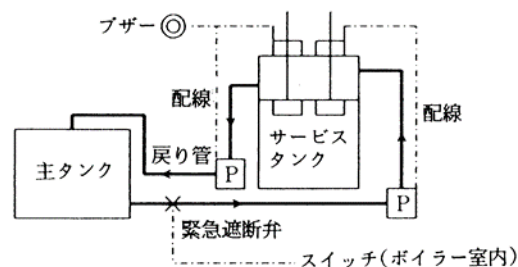 ブザー
配線
配線
サービス
タンク
戻り管
主タンク
P
P
緊急遮断弁
スイッチ(ボイラー室内)